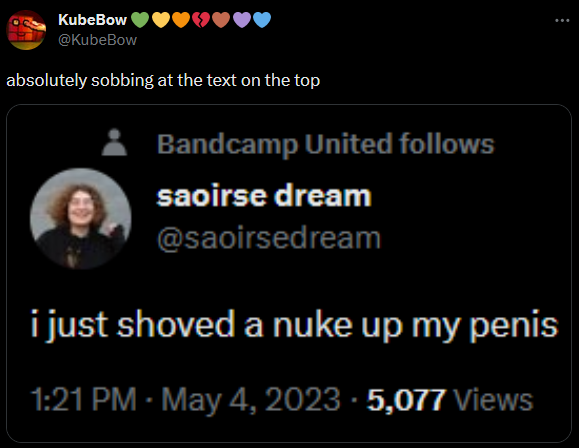 KubeBow 💚💛🧡💔🤎💜💙
@KubeBow
absolutely sobbing at the text on the top
Bandcamp United follows
saoirse dream
@saoirsedream
i just shoved a nuke up my penis
1:21 PM · May 4, 2023 · 5,077 Views